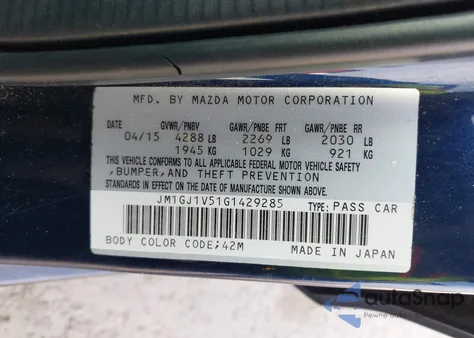 MFD. BY MAZDA MOTOR CORPORATION
DATE GVWR/PNBV GAWR/PNBE FRT GAWR/PNBE RR
04/15 4288 LB 2269 LB 2030 LB
1945 KG 1029 KG 921 KG
THIS VEHICLE CONFORMS TO ALL APPLICABLE FEDERAL MOTOR VEHICLE SAFETY
,BUMPER,AND THEFT PREVENTION
STANDARDS IN EFFECT ON THE DATE OF MANUFACTURE SHOWN ABOVE.
JM1GJ1V51G1429285 TYPE: PASS CAR
BODY COLOR CODE:42M MADE IN JAPAN
autoSnap
Pewne auto